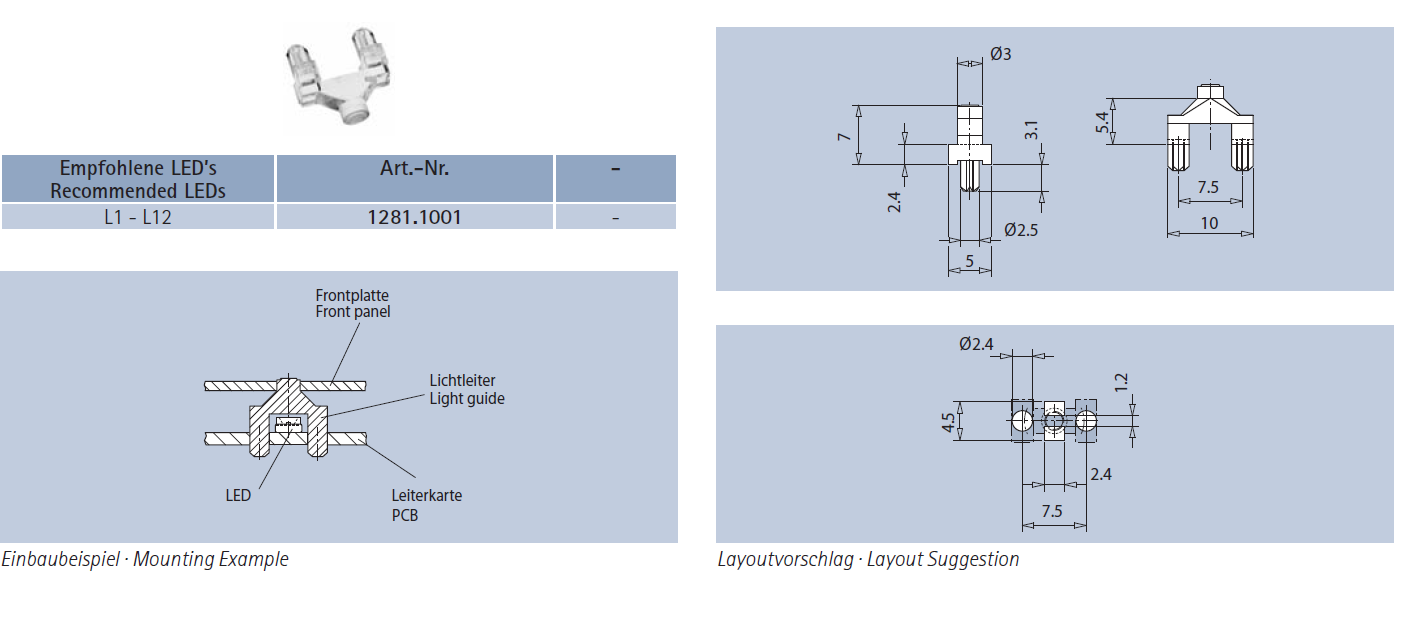 Empfohlene LED's
Recommended LEDs
Art.-Nr.
-
L1 - L12
1281.1001
-
Frontplatte
Front panel
Lichtleiter
Light guide
LED
Leiterkarte
PCB
Einbaubeispiel · Mounting Example
Ø3
7
3.1
2.4
Ø2.5
5
5.4
7.5
10
Ø2.4
1.2
4.5
2.4
7.5
Layoutvorschlag · Layout Suggestion